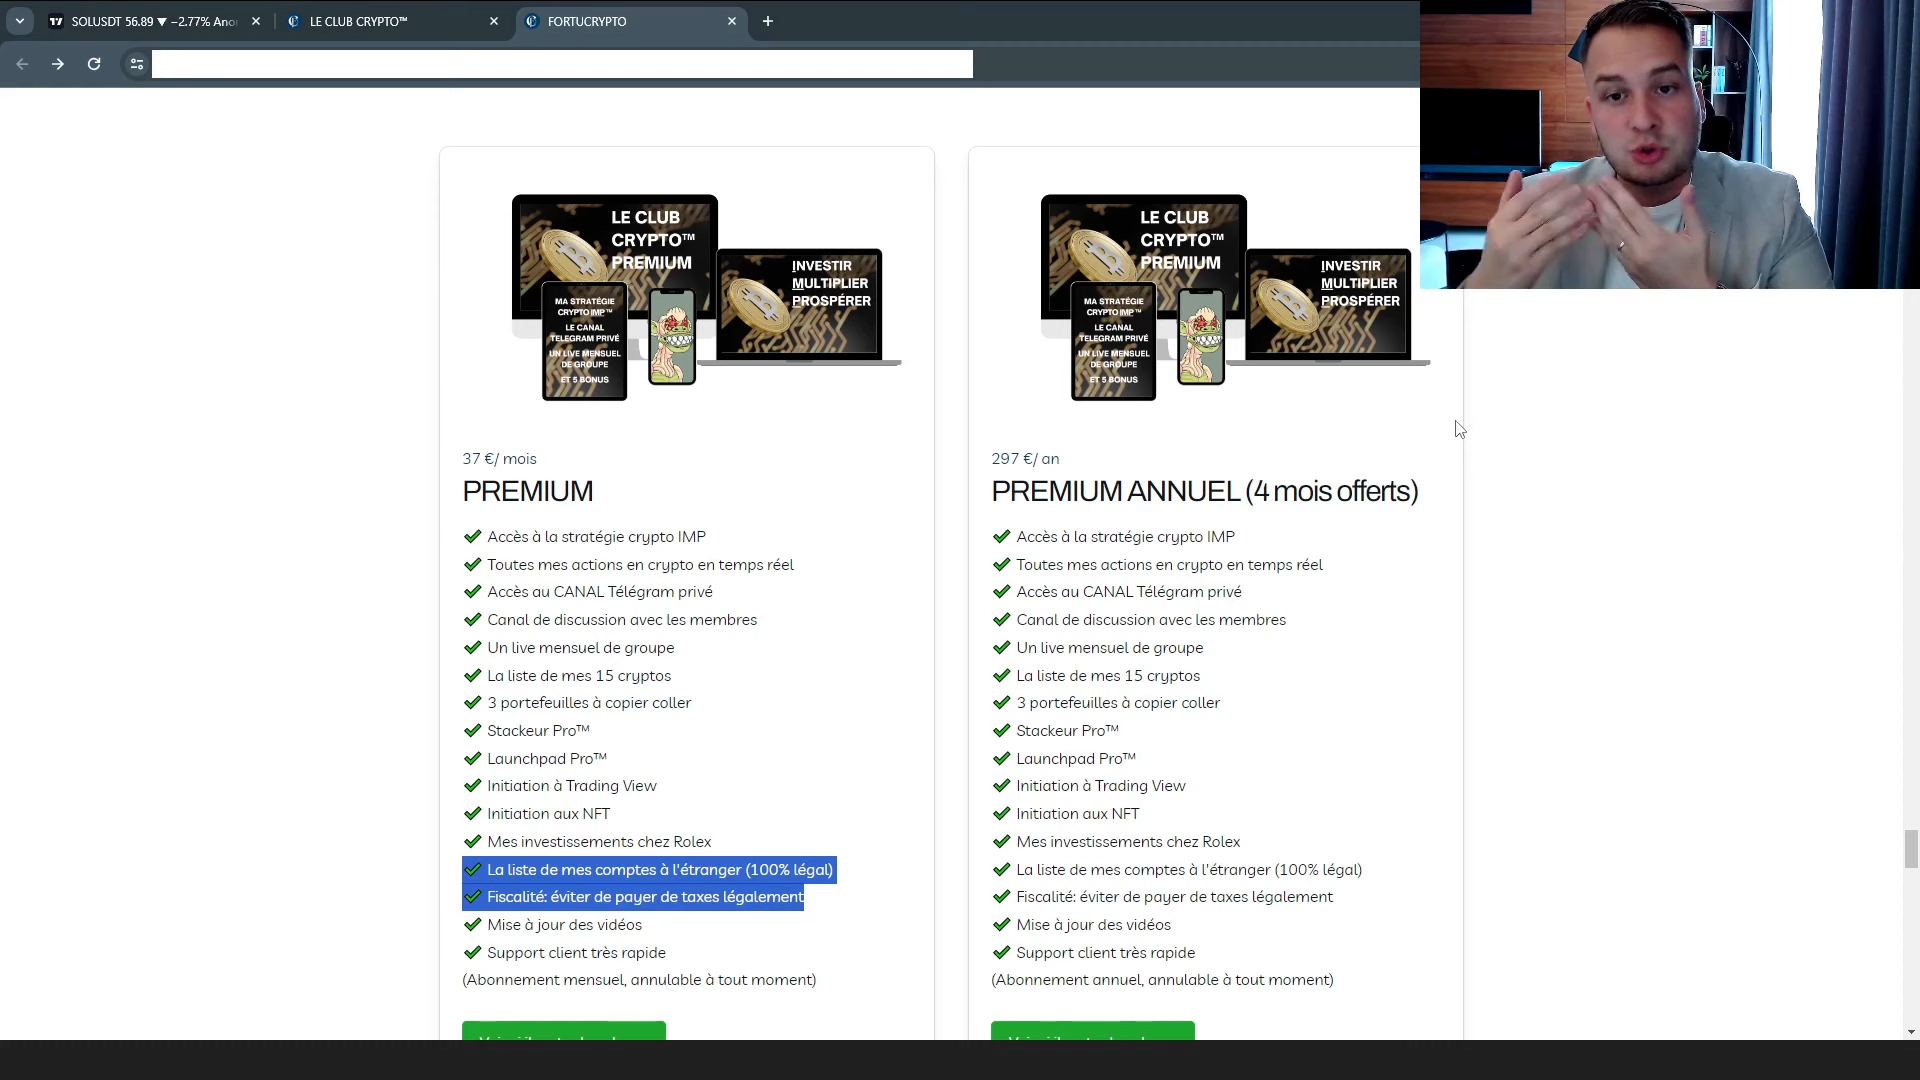 SOLUSDT 56.89 ▼ −2.77% Ano
LE CLUB CRYPTO™
FORTUCRYPTO
LE CLUB
CRYPTO™
PREMIUM
INVESTIR
MULTIPLIER
PROSPÉRER
MA STRATÉGIE
CRYPTO IMP™
LE CANAL
TELEGRAM PRIVÉ
UN LIVE MENSUEL
DE GROUPE
ET 5 BONUS
37 €/ mois
PREMIUM
Accès à la stratégie crypto IMP
Toutes mes actions en crypto en temps réel
Accès au CANAL Télégram privé
Canal de discussion avec les membres
Un live mensuel de groupe
La liste de mes 15 cryptos
3 portefeuilles à copier coller
Stackeur Pro™
Launchpad Pro™
Initiation à Trading View
Initiation aux NFT
Mes investissements chez Rolex
La liste de mes comptes à l'étranger (100% légal)
Fiscalité: éviter de payer de taxes légalement
Mise à jour des vidéos
Support client très rapide
(Abonnement mensuel, annulable à tout moment)
LE CLUB
CRYPTO™
PREMIUM
INVESTIR
MULTIPLIER
PROSPÉRER
MA STRATÉGIE
CRYPTO IMP™
LE CANAL
TELEGRAM PRIVÉ
UN LIVE MENSUEL
DE GROUPE
ET 5 BONUS
297 €/ an
PREMIUM ANNUEL (4 mois offerts)
Accès à la stratégie crypto IMP
Toutes mes actions en crypto en temps réel
Accès au CANAL Télégram privé
Canal de discussion avec les membres
Un live mensuel de groupe
La liste de mes 15 cryptos
3 portefeuilles à copier coller
Stackeur Pro™
Launchpad Pro™
Initiation à Trading View
Initiation aux NFT
Mes investissements chez Rolex
La liste de mes comptes à l'étranger (100% légal)
Fiscalité: éviter de payer de taxes légalement
Mise à jour des vidéos
Support client très rapide
(Abonnement annuel, annulable à tout moment)